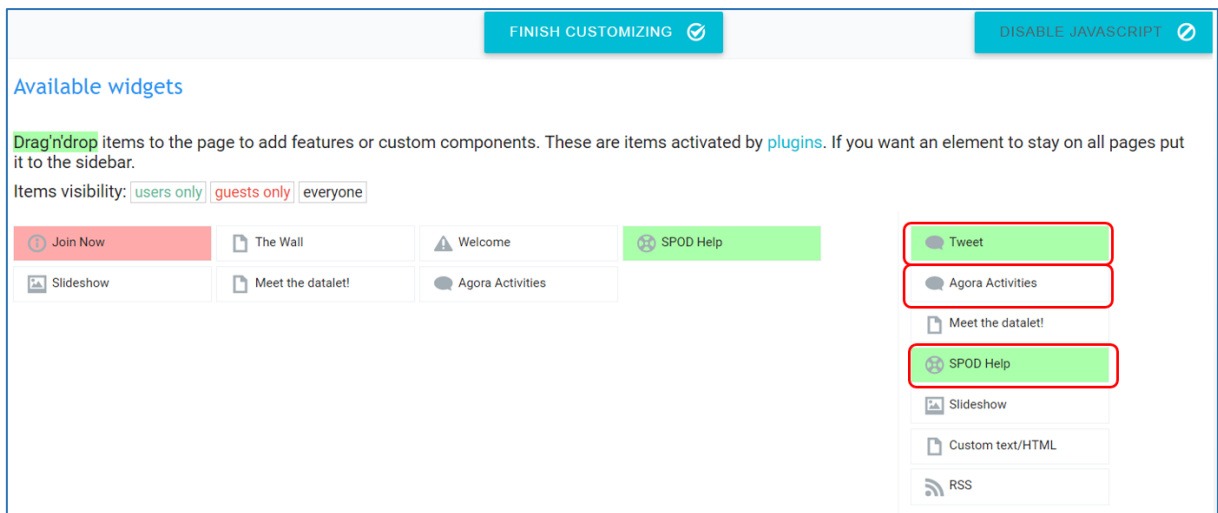 FINISH CUSTOMIZING
DISABLE JAVASCRIPT
Available widgets
Drag'n'drop items to the page to add features or custom components. These are items activated by plugins. If you want an element to stay on all pages put
it to the sidebar.
Items visibility: users only guests only everyone
Join Now
The Wall
Welcome
SPOD Help
Slideshow
Meet the datalet!
Agora Activities
Tweet
Agora Activities
Meet the datalet!
SPOD Help
Slideshow
Custom text/HTML
RSS